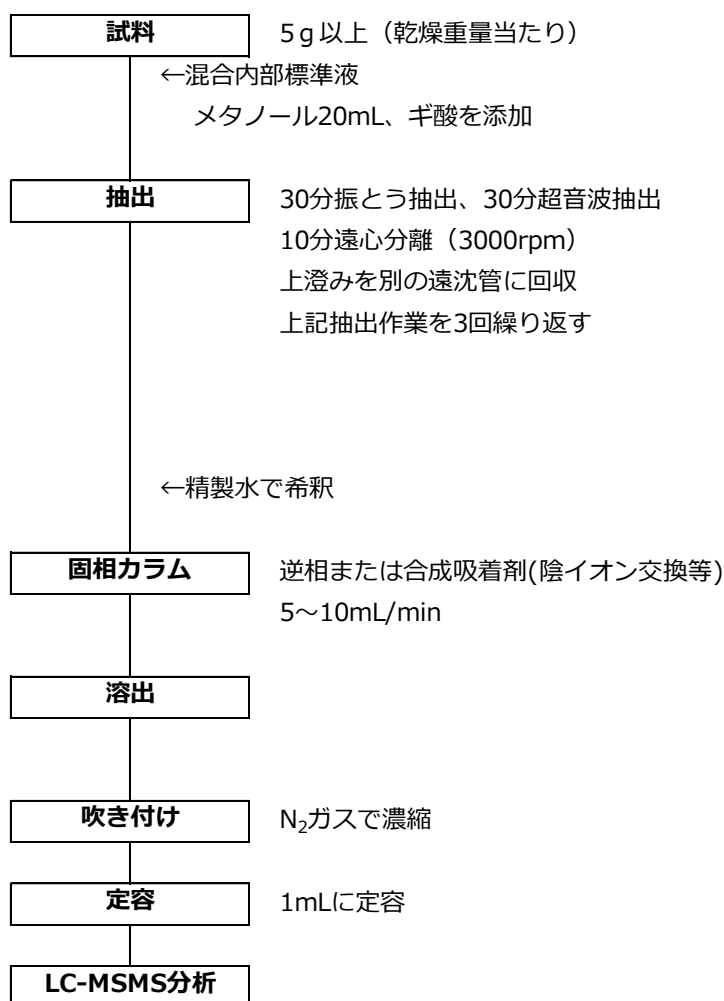 試料 5ｇ以上（乾燥重量当たり）
←混合内部標準液
メタノール20mL、ギ酸を添加
抽出 30分振とう抽出、30分超音波抽出
10分遠心分離（3000rpm）
上澄みを別の遠沈管に回収
上記抽出作業を3回繰り返す
←精製水で希釈
固相カラム 逆相または合成吸着剤(陰イオン交換等)
5～10mL/min
溶出
吹き付け N₂ガスで濃縮
定容 1mLに定容
LC-MSMS分析